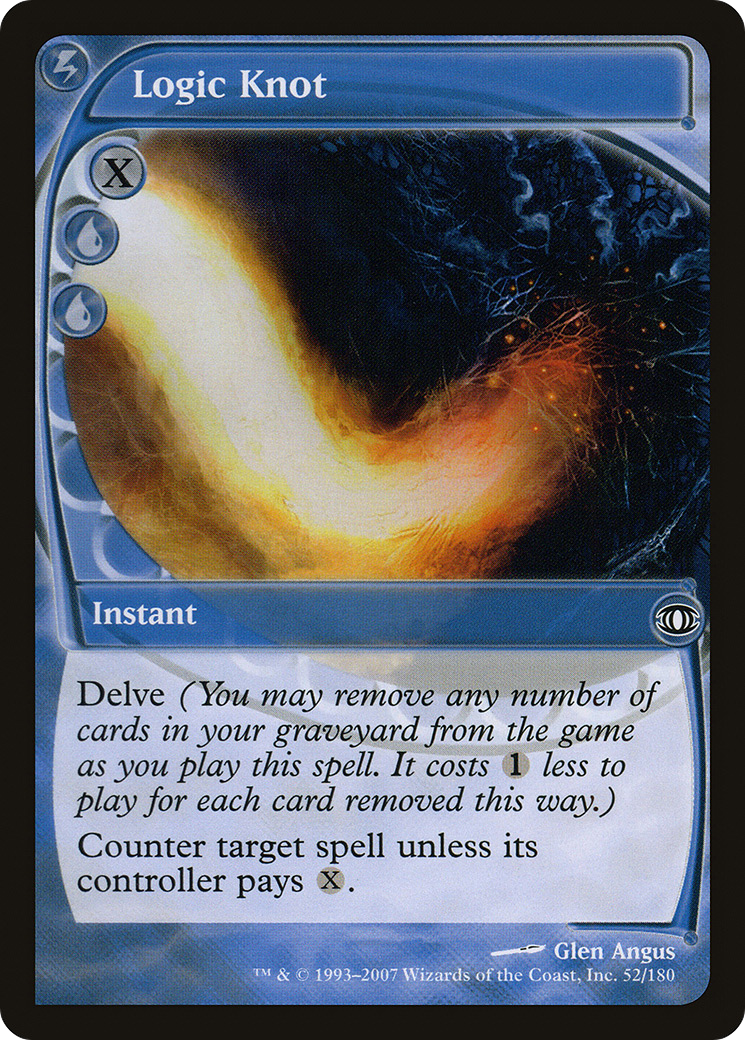 Logic Knot
X
Instant
Delve (You may remove any number of
cards in your graveyard from the game
as you play this spell. It costs 1 less to
play for each card removed this way.)
Counter target spell unless its
controller pays X.
Glen Angus
™ & © 1993–2007 Wizards of the Coast, Inc. 52/180